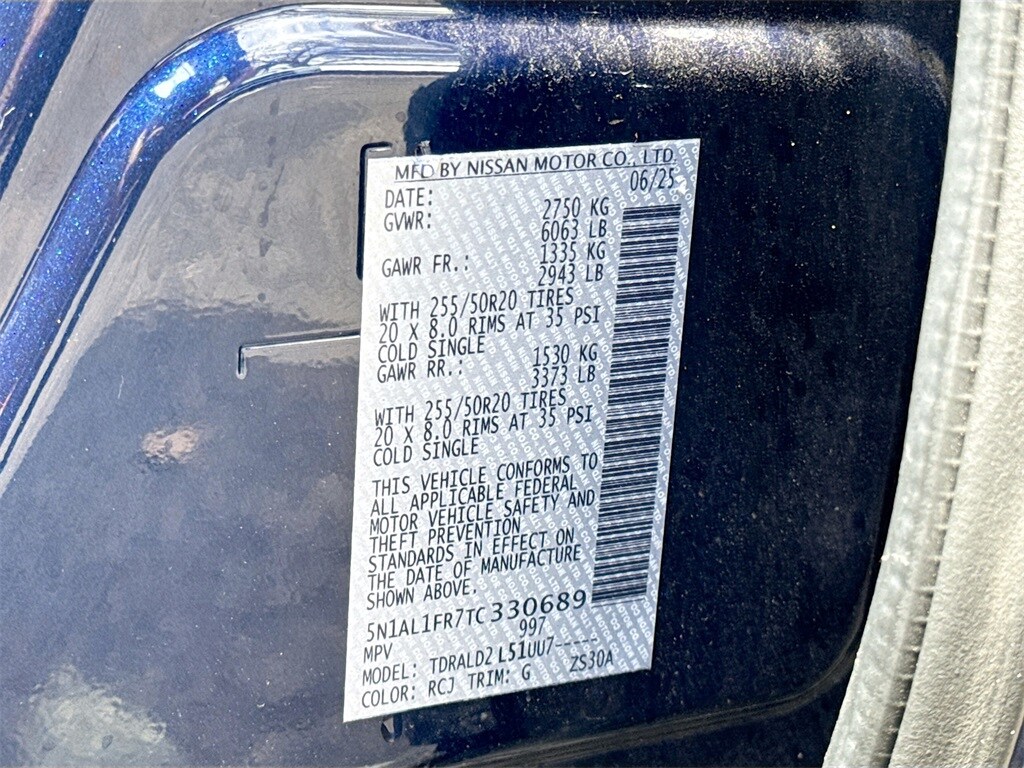 MFD BY NISSAN MOTOR CO., LTD.
DATE: 06/25
GVWR: 2750 KG
6063 LB
GAWR FR.: 1335 KG
2943 LB
WITH 255/50R20 TIRES
20 X 8.0 RIMS AT 35 PSI
COLD SINGLE
GAWR RR.: 1530 KG
3373 LB
WITH 255/50R20 TIRES
20 X 8.0 RIMS AT 35 PSI
COLD SINGLE
THIS VEHICLE CONFORMS TO
ALL APPLICABLE FEDERAL
MOTOR VEHICLE SAFETY AND
THEFT PREVENTION
STANDARDS IN EFFECT ON
THE DATE OF MANUFACTURE
SHOWN ABOVE.
5N1AL1FR7TC330689
MPV 997
MODEL: TDRALD2 L51UU7-----
COLOR: RCJ TRIM: G ZS30A